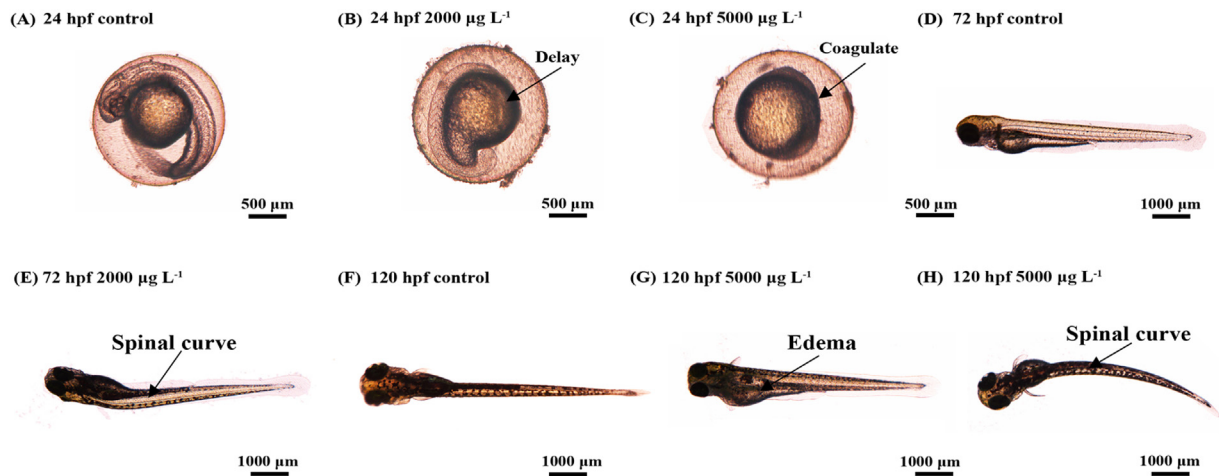 (A) 24 hpf control
(B) 24 hpf 2000 μg L⁻¹
(C) 24 hpf 5000 μg L⁻¹
(D) 72 hpf control
Delay
Coagulate
500 μm
500 μm
500 μm
1000 μm
(E) 72 hpf 2000 μg L⁻¹
(F) 120 hpf control
(G) 120 hpf 5000 μg L⁻¹
(H) 120 hpf 5000 μg L⁻¹
Spinal curve
Edema
Spinal curve
1000 μm
1000 μm
1000 μm
1000 μm